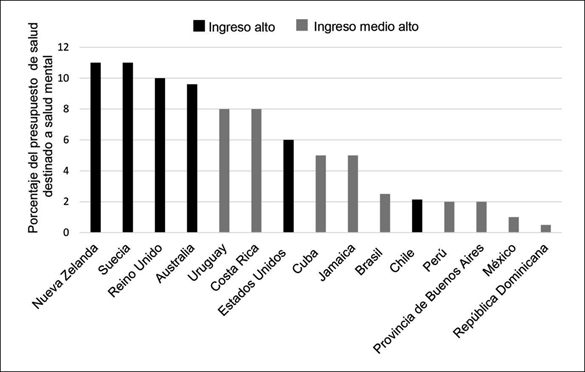 Ingreso alto
Ingreso medio alto
Porcentaje del presupuesto de salud
destinado a salud mental
12
10
8
6
4
2
0
Nueva Zelanda
Suecia
Reino Unido
Australia
Uruguay
Costa Rica
Estados Unidos
Cuba
Jamaica
Brasil
Chile
Perú
Provincia de Buenos Aires
México
República Dominicana